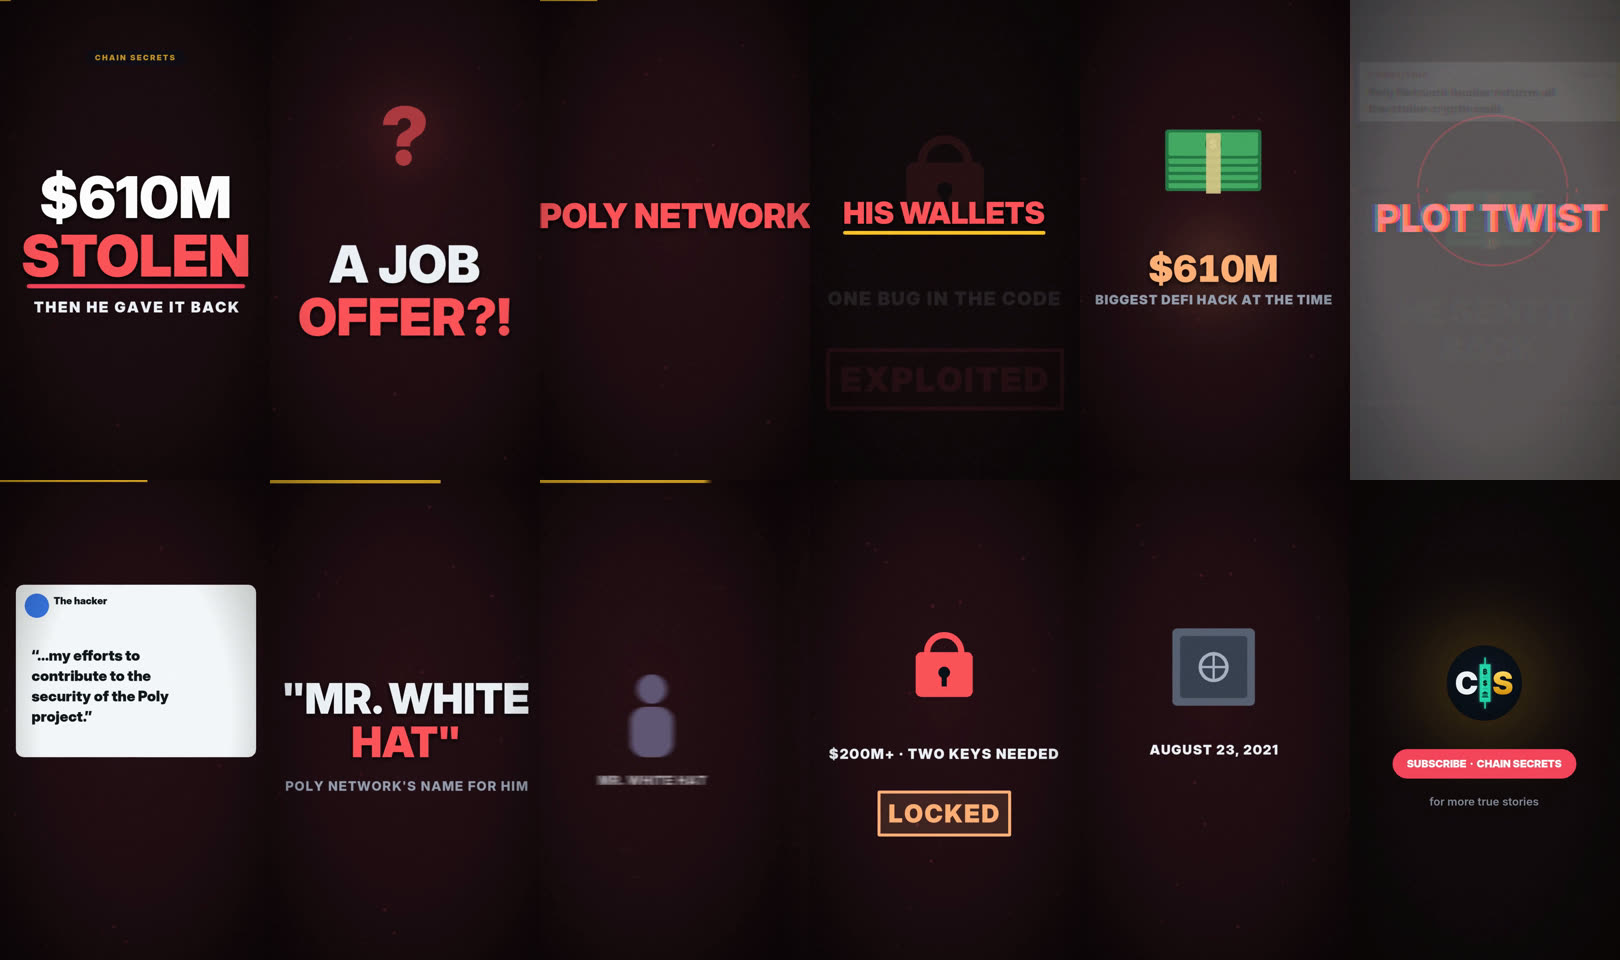 CHAIN SECRETS
$610M
STOLEN
THEN HE GAVE IT BACK
?
A JOB
OFFER?!
POLY NETWORK
HIS WALLETS
ONE BUG IN THE CODE
EXPLOITED
$610M
BIGGEST DEFI HACK AT THE TIME
PLOT TWIST
The hacker
“...my efforts to
contribute to the
security of the Poly
project.”
"MR. WHITE
HAT"
POLY NETWORK'S NAME FOR HIM
MR. WHITE HAT
$200M+ · TWO KEYS NEEDED
LOCKED
AUGUST 23, 2021
C S
SUBSCRIBE · CHAIN SECRETS
for more true stories